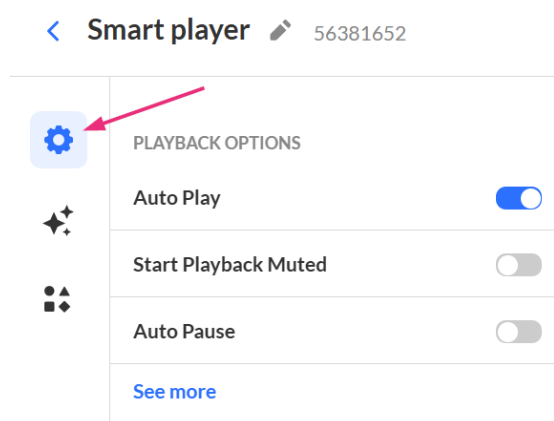 Smart player 56381652
PLAYBACK OPTIONS
Auto Play
Start Playback Muted
Auto Pause
See more